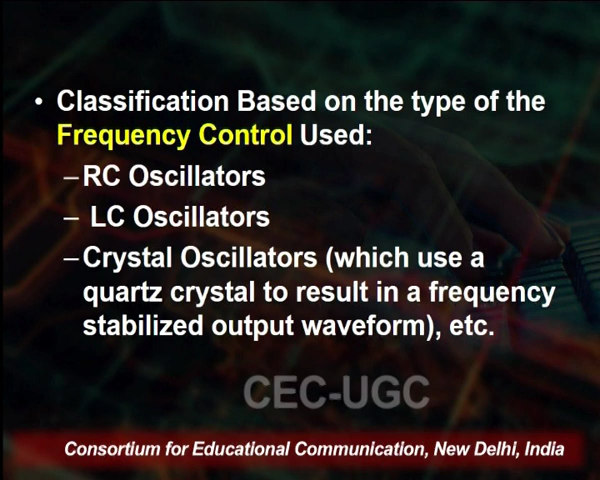 • Classification Based on the type of the
Frequency Control Used:
–RC Oscillators
– LC Oscillators
–Crystal Oscillators (which use a
quartz crystal to result in a frequency
stabilized output waveform), etc.
CEC-UGC
Consortium for Educational Communication, New Delhi, India